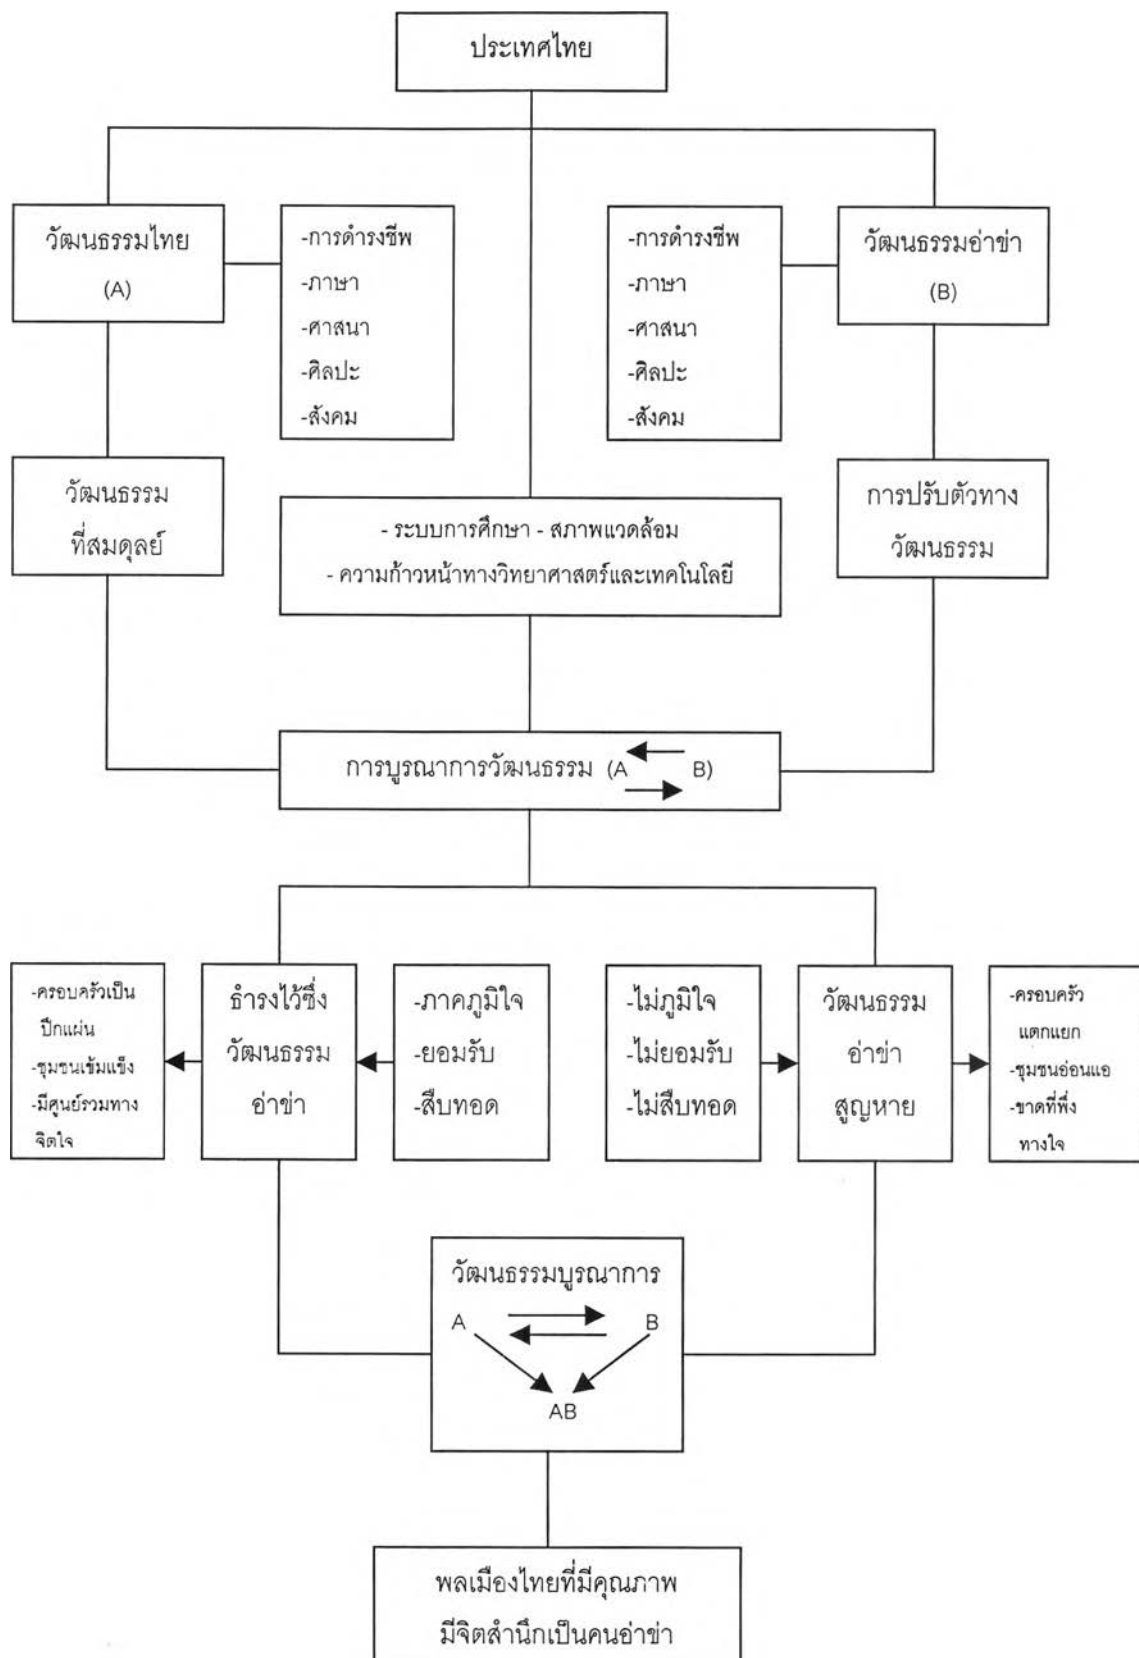 ประเทศไทย
วัฒนธรรมไทย
(A)
-การดำรงชีพ
-ภาษา
-ศาสนา
-ศิลปะ
-สังคม
-การดำรงชีพ
-ภาษา
-ศาสนา
-ศิลปะ
-สังคม
วัฒนธรรมอ่าข่า
(B)
วัฒนธรรม
ที่สมดุลย์
- ระบบการศึกษา - สภาพแวดล้อม
- ความก้าวหน้าทางวิทยาศาสตร์และเทคโนโลยี
การปรับตัวทาง
วัฒนธรรม
การบูรณาการวัฒนธรรม (A B)
-ครอบครัวเป็น
ปึกแผ่น
-ชุมชนเข้มแข็ง
-มีศูนย์รวมทาง
จิตใจ
ธำรงไว้ซึ่ง
วัฒนธรรม
อ่าข่า
-ภาคภูมิใจ
-ยอมรับ
-สืบทอด
-ไม่ภูมิใจ
-ไม่ยอมรับ
-ไม่สืบทอด
วัฒนธรรม
อ่าข่า
สูญหาย
-ครอบครัว
แตกแยก
-ชุมชนอ่อนแอ
-ขาดที่พึ่ง
ทางใจ
วัฒนธรรมบูรณาการ
A B
AB
พลเมืองไทยที่มีคุณภาพ
มีจิตสำนึกเป็นคนอ่าข่า